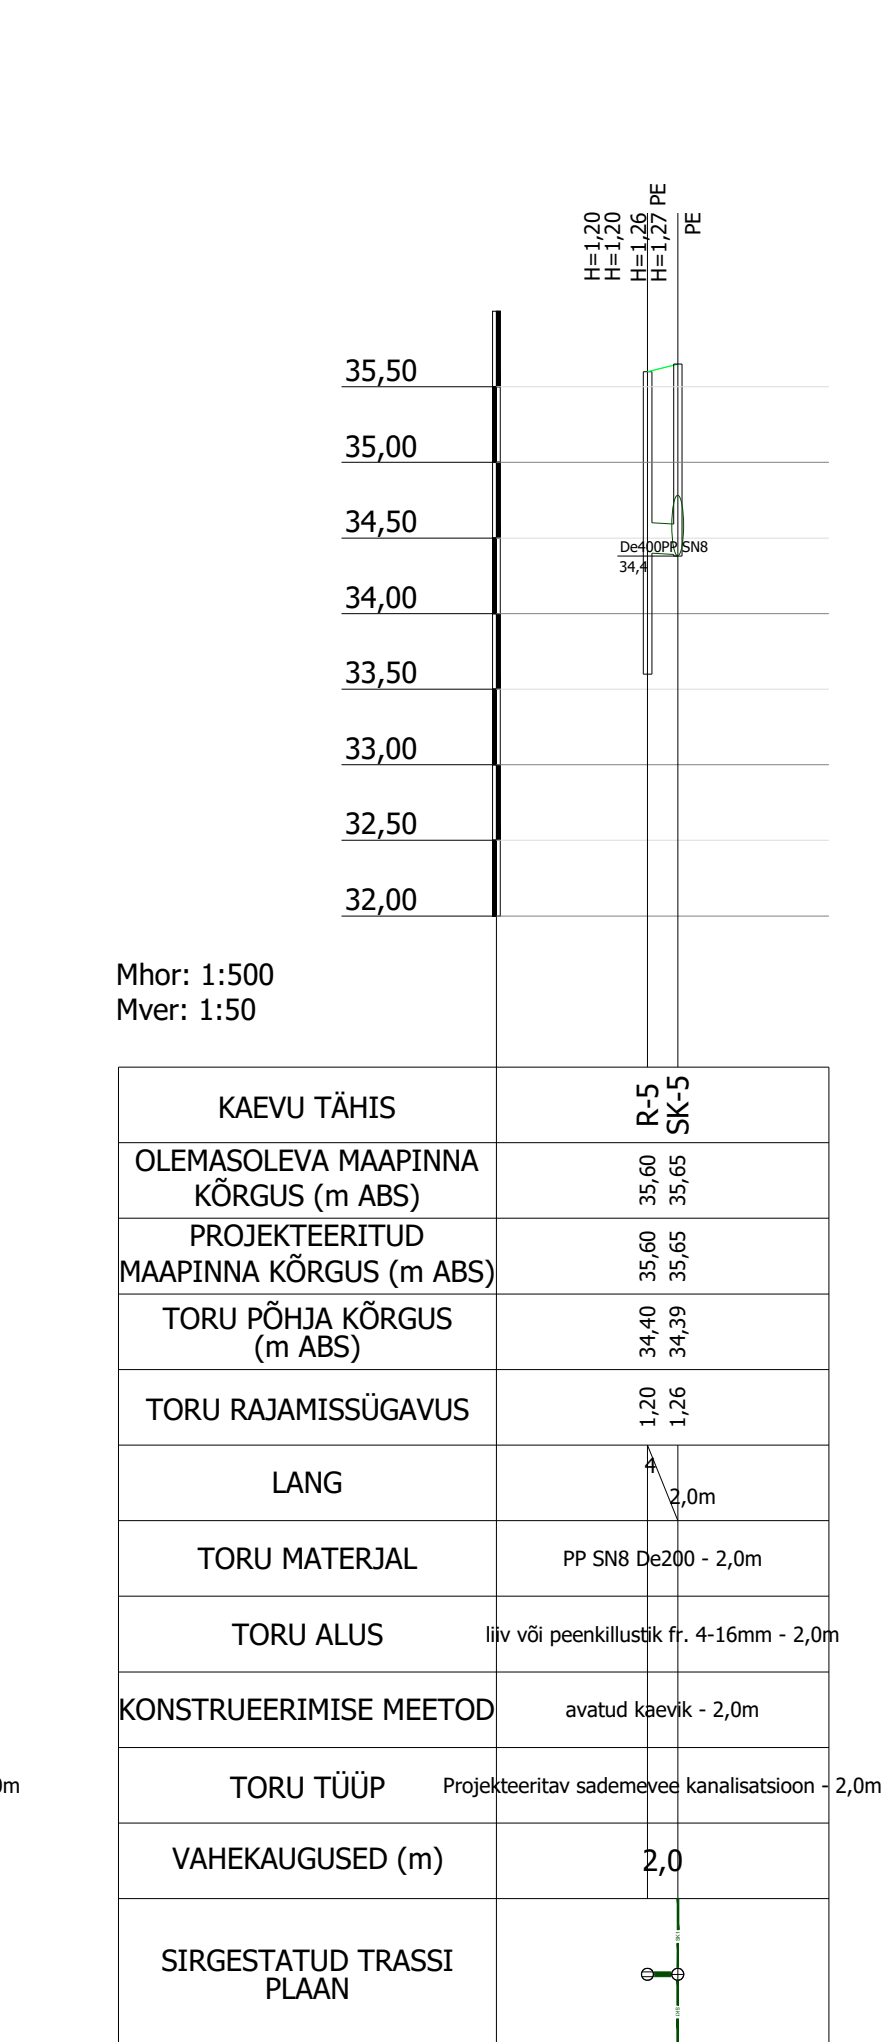 H=1,20
H=1,20
H=1,26
H=1,27 PE
PE
35,50
35,00
34,50
De400PP SN8
34,4
34,00
33,50
33,00
32,50
32,00
Mhor: 1:500
Mver: 1:50
KAEVU TÄHIS
R-5
SK-5
OLEMASOLEVA MAAPINNA
KÕRGUS (m ABS)
35,60
35,65
PROJEKTEERITUD
MAAPINNA KÕRGUS (m ABS)
35,60
35,65
TORU PÕHJA KÕRGUS
(m ABS)
34,40
34,39
TORU RAJAMISSÜGAVUS
1,20
1,26
LANG
4
2,0m
TORU MATERJAL
PP SN8 De200 - 2,0m
TORU ALUS
liiv või peenkillustik fr. 4-16mm - 2,0m
KONSTRUEERIMISE MEETOD
avatud kaevik - 2,0m
0m
TORU TÜÜP
Projekteeritav sademevee kanalisatsioon - 2,0m
VAHEKAUGUSED (m)
2,0
SIRGESTATUD TRASSI
PLAAN